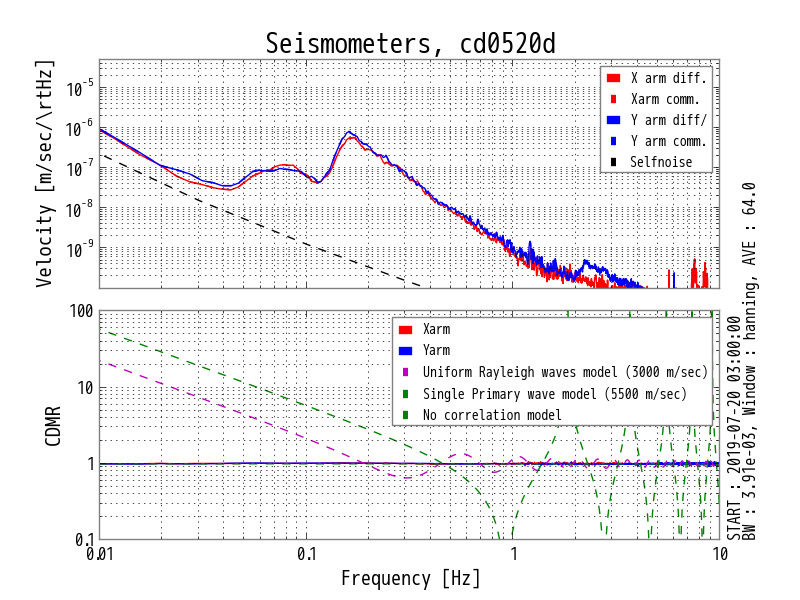 Seismometers, cd0520d
Velocity [m/sec/\rtHz]
10^-5
10^-6
10^-7
10^-8
10^-9
X arm diff.
Xarm comm.
Y arm diff/
Y arm comm.
Selfnoise
CDMR
100
10
1
0.1
Xarm
Yarm
Uniform Rayleigh waves model (3000 m/sec)
Single Primary wave model (5500 m/sec)
No correlation model
0.01
0.1
1
10
Frequency [Hz]
START : 2019-07-20 03:00:00
BW : 3.91e-03, Window : hanning, AVE : 64.0